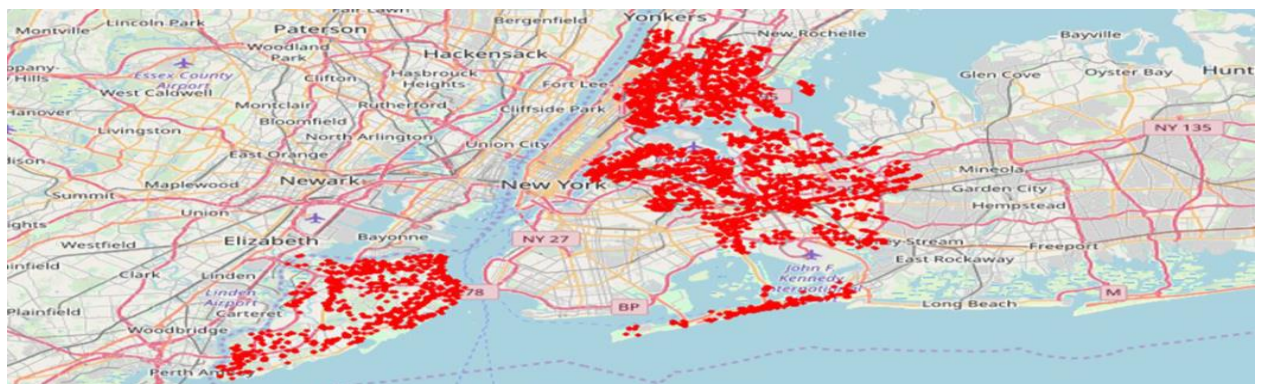 Lincoln Park
Yonkers
Montville
Paterson
Bergenfield
New Rochelle
Bayville
Woodland
Park
Hackensack
Essex County
Airport
Clifton
Hasbrouck
Heights
Fort Lee
Glen Cove
Oyster Bay
Hunt
Hills
West Caldwell
Montclair
Rutherford
Cliffside Park
Hanover
Bloomfield
Livingston
North Arlington
Union City
NY 135
East Orange
Mineola
Summit
Maplewood
Newark
New York
Garden City
Union
Hempstead
Westfield
Elizabeth
Bayonne
NY 27
Freeport
Clark
Linden
East Rockaway
John F
Kennedy
Linden
Airport
278
M
Plainfield
Carteret
BP
Long Beach
Woodbridge